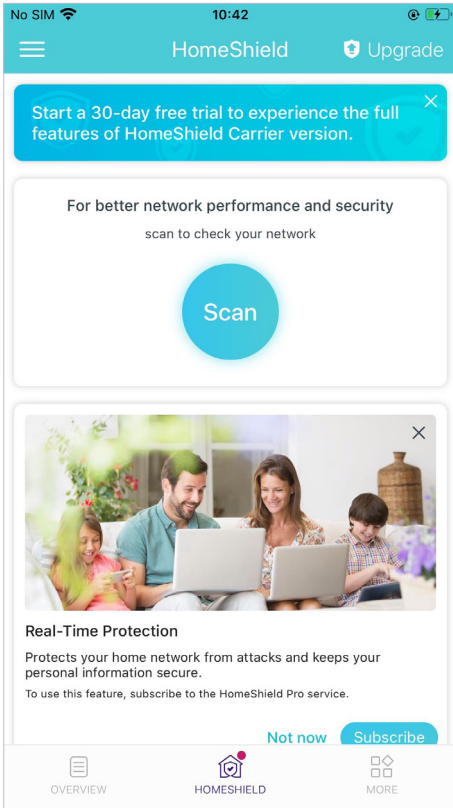 No SIM 10:42
HomeShield Upgrade
Start a 30-day free trial to experience the full
features of HomeShield Carrier version.
For better network performance and security
scan to check your network
Scan
Real-Time Protection
Protects your home network from attacks and keeps your
personal information secure.
To use this feature, subscribe to the HomeShield Pro service.
Not now Subscribe
OVERVIEW HOMESHIELD MORE